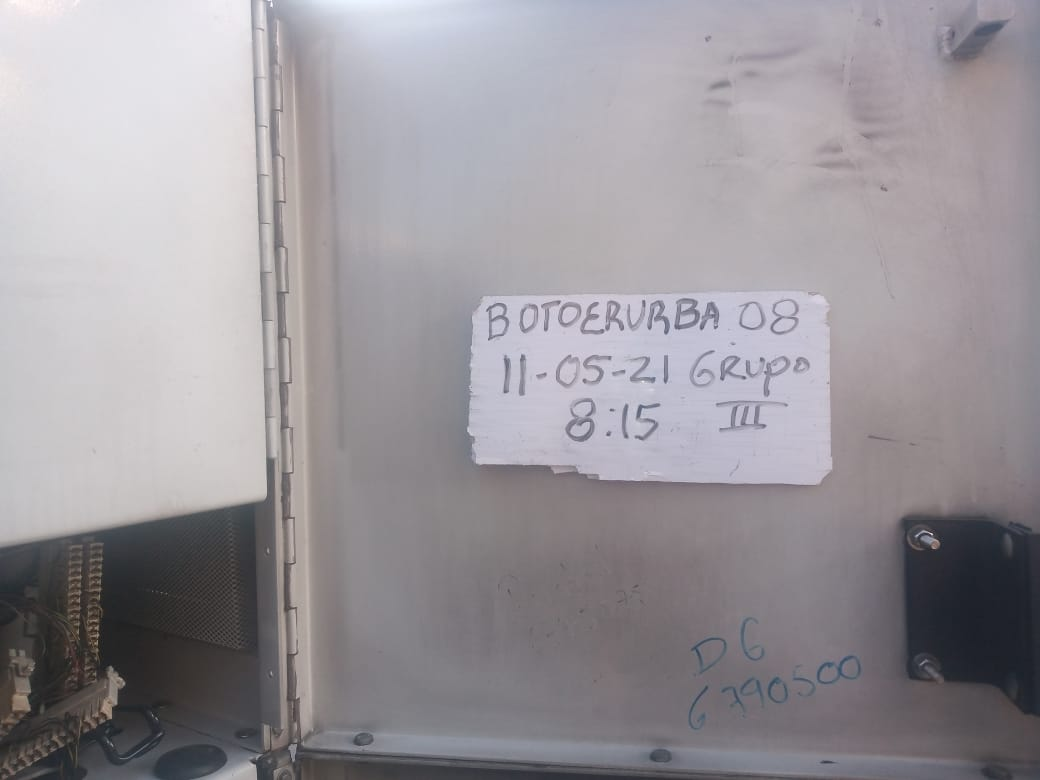 BOTOERURBA 08
11-05-21 Grupo
8:15 III
D6
6790500